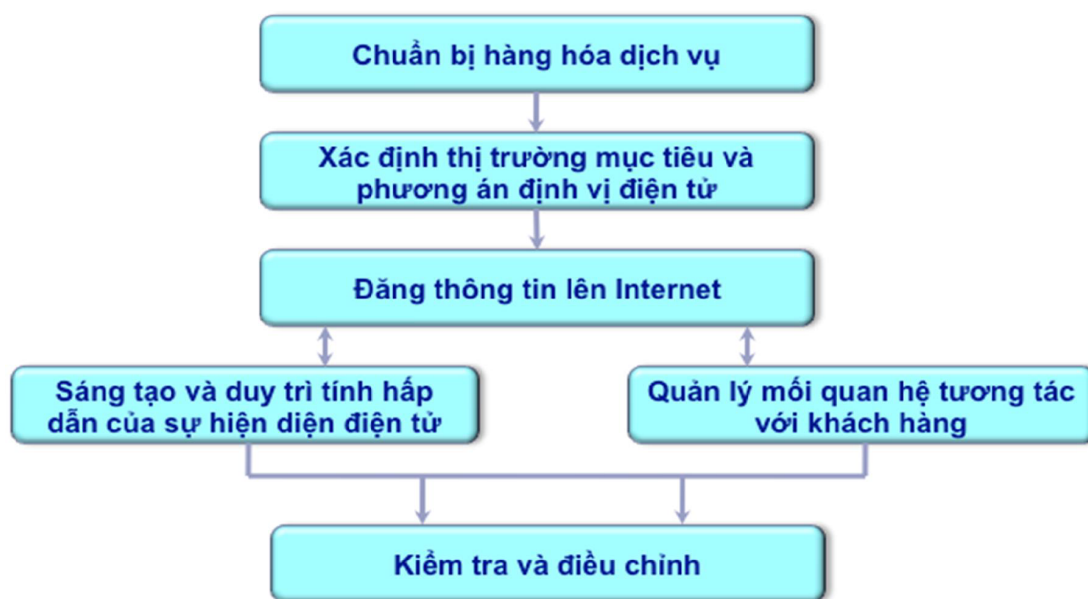 Chuẩn bị hàng hóa dịch vụ
Xác định thị trường mục tiêu và
phương án định vị điện tử
Đăng thông tin lên Internet
Sáng tạo và duy trì tính hấp
dẫn của sự hiện diện điện tử
Quản lý mối quan hệ tương tác
với khách hàng
Kiểm tra và điều chỉnh